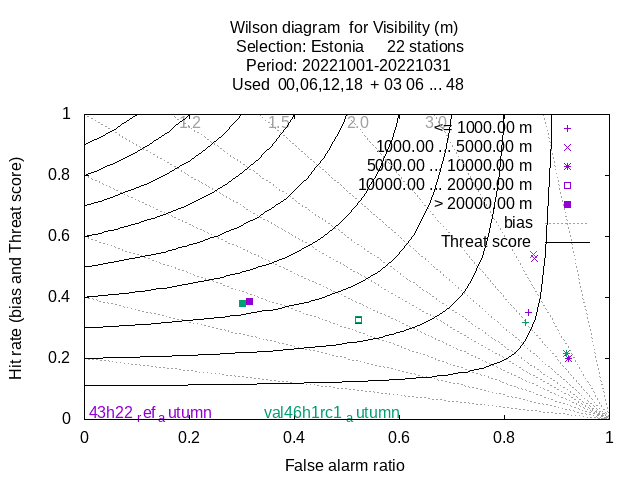 Wilson diagram  for Visibility (m)
Selection: Estonia     22 stations
Period: 20221001-20221031
Used  00,06,12,18  + 03 06 ... 48
Hit rate (bias and Threat score)
1
0.8
0.6
0.4
0.2
0
1.2 1.5 2.0 3.0
<= 1000.00 m
1000.00 ... 5000.00 m
5000.00 ... 10000.00 m
10000.00 ... 20000.00 m
> 20000.00 m
bias
Threat score
43h22ref autumn val46h1rc1autumn
0 0.2 0.4 0.6 0.8 1
False alarm ratio